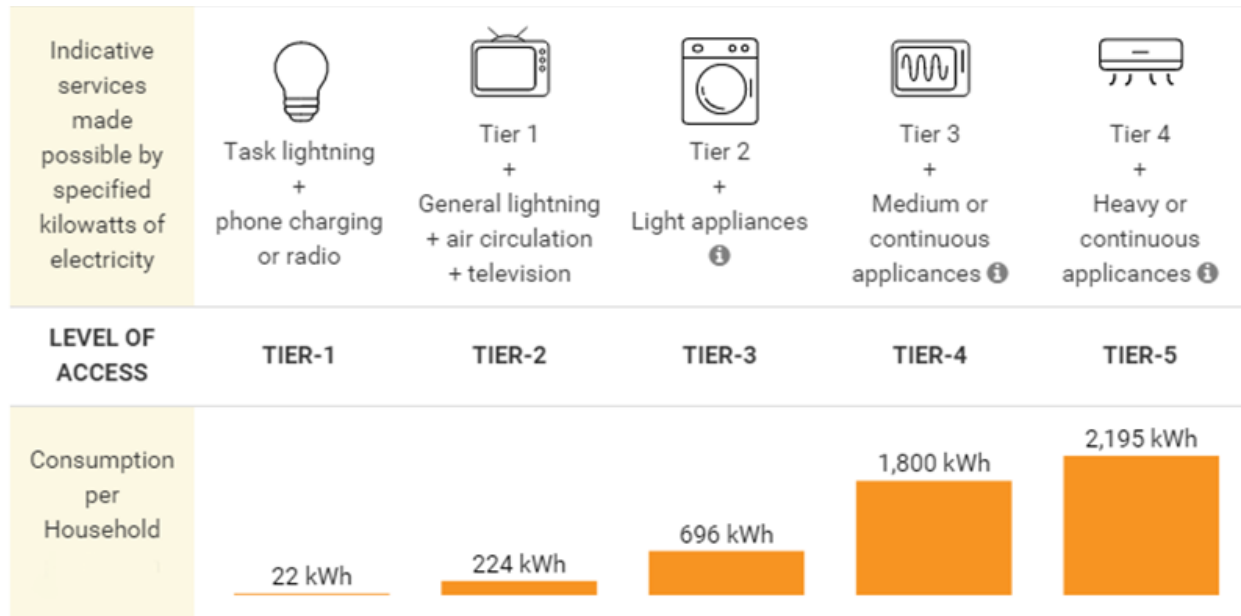 Indicative
services
made
possible by
specified
kilowatts of
electricity
Task lightning
+
phone charging
or radio
Tier 1
+
General lightning
+ air circulation
+ television
Tier 2
+
Light appliances
i
Tier 3
+
Medium or
continuous
applicances i
Tier 4
+
Heavy or
continuous
applicances i
LEVEL OF
ACCESS
TIER-1
TIER-2
TIER-3
TIER-4
TIER-5
Consumption
per
Household
22 kWh
224 kWh
696 kWh
1,800 kWh
2,195 kWh